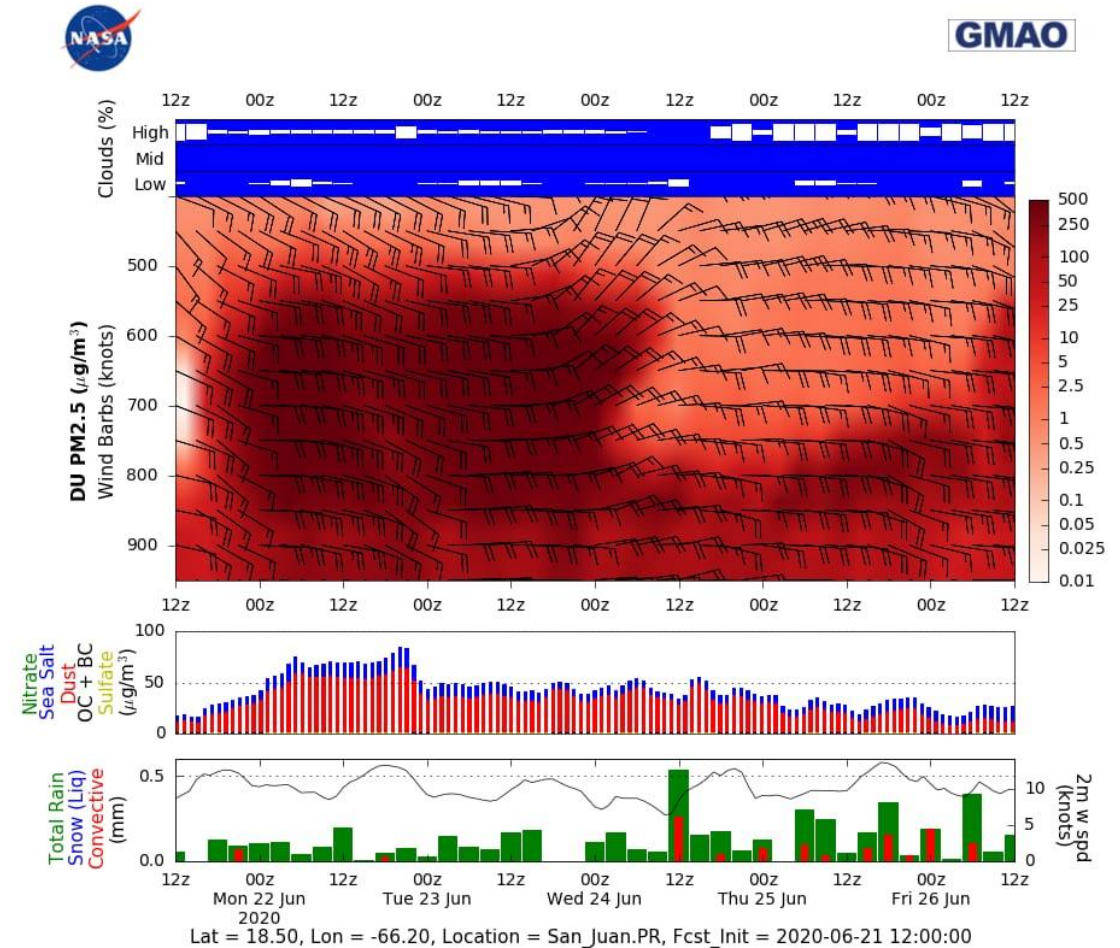 NASA
GMAO
12z 00z 12z 00z 12z 00z 12z 00z 12z 00z 12z
Clouds (%)
High
Mid
Low
DU PM2.5 (μg/m³)
Wind Barbs (knots)
500
600
700
800
900
500
250
100
50
25
10
5
2.5
1
0.5
0.25
0.1
0.05
0.025
0.01
12z 00z 12z 00z 12z 00z 12z 00z 12z 00z 12z
Nitrate
Sea Salt
Dust
OC + BC
Sulfate
(μg/m³)
100
50
0
Total Rain
Snow (Liq)
Convective
(mm)
0.5
0.0
10
5
0
2m w spd
(knots)
12z 00z 12z 00z 12z 00z 12z 00z 12z 00z 12z
Mon 22 Jun Tue 23 Jun Wed 24 Jun Thu 25 Jun Fri 26 Jun
2020
Lat = 18.50, Lon = -66.20, Location = San_Juan.PR, Fcst_Init = 2020-06-21 12:00:00